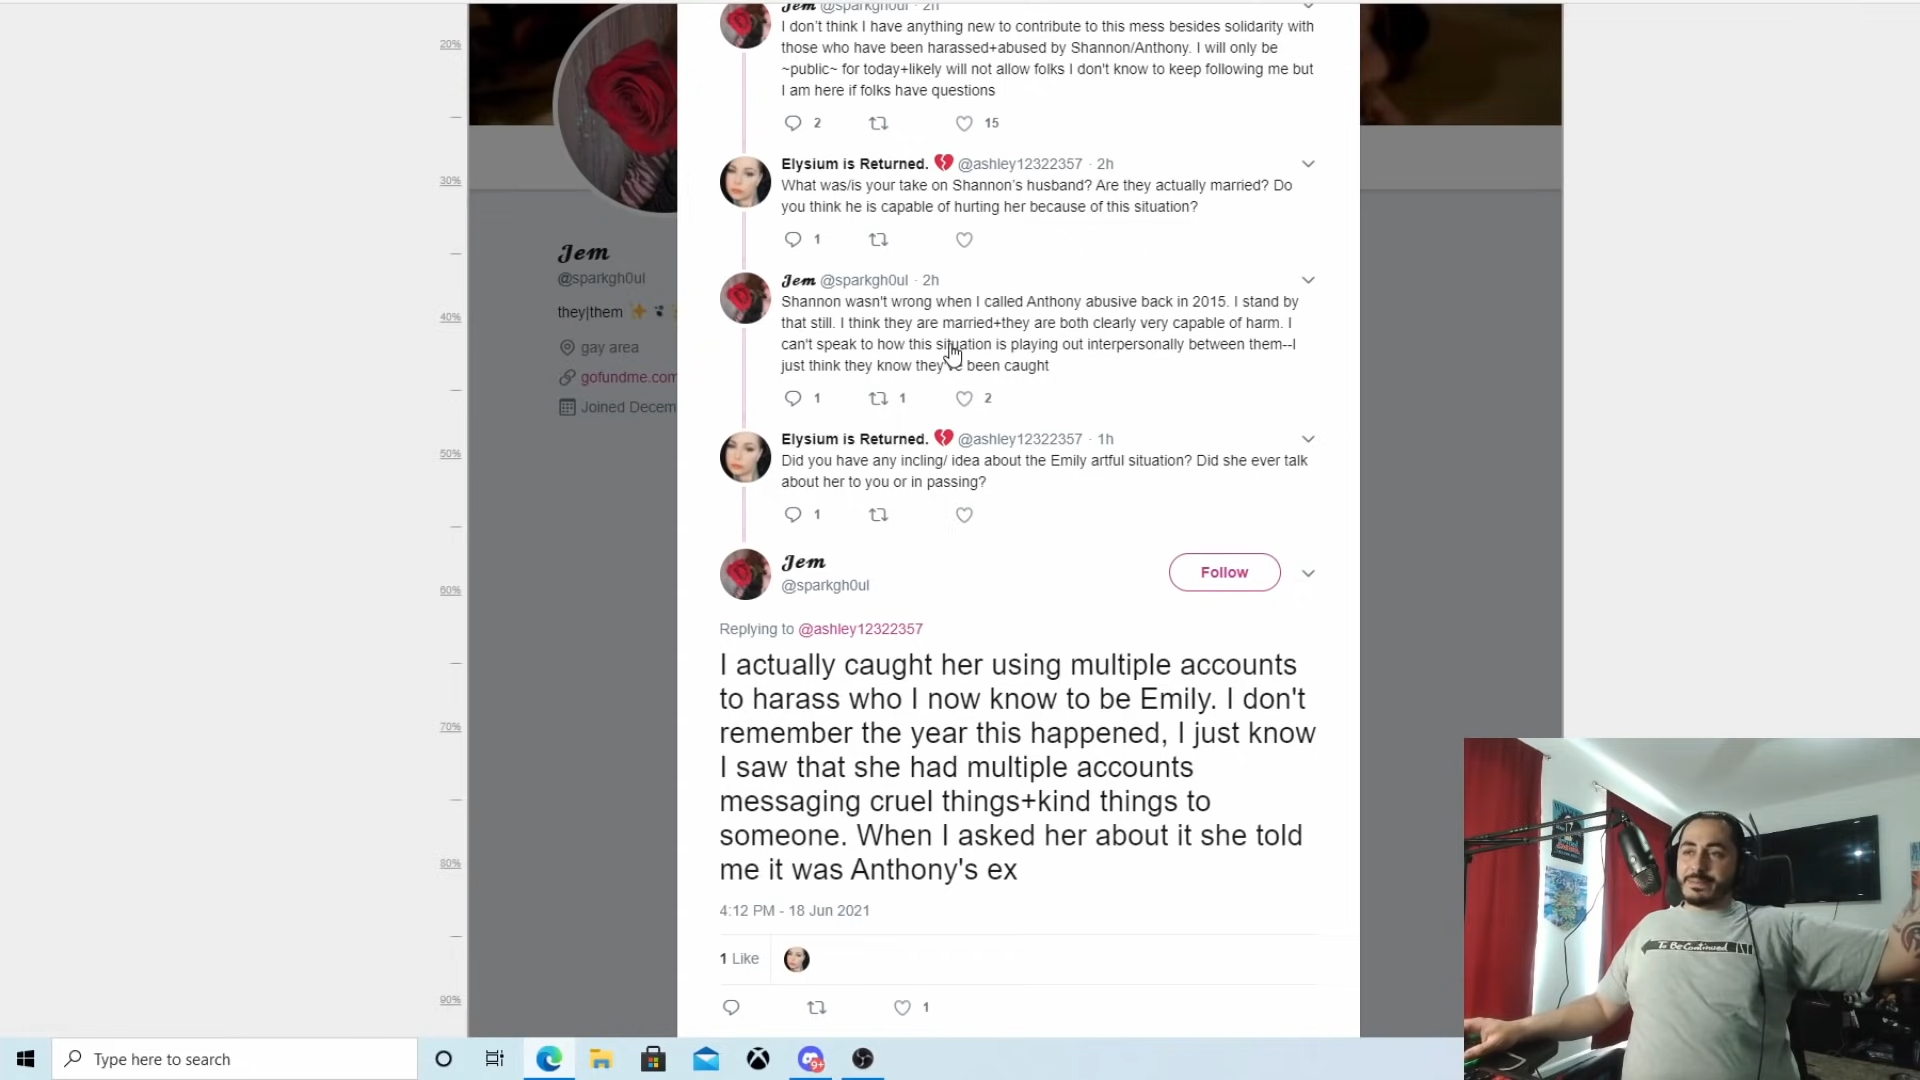 Jem @sparkgh0ul · 2h
I don't think I have anything new to contribute to this mess besides solidarity with
those who have been harassed+abused by Shannon/Anthony. I will only be
~public~ for today+likely will not allow folks I don't know to keep following me but
I am here if folks have questions
2 15
Elysium is Returned. 💔 @ashley12322357 · 2h
What was/is your take on Shannon's husband? Are they actually married? Do
you think he is capable of hurting her because of this situation?
1
Jem @sparkgh0ul · 2h
Shannon wasn't wrong when I called Anthony abusive back in 2015. I stand by
that still. I think they are married+they are both clearly very capable of harm. I
can't speak to how this situation is playing out interpersonally between them--I
just think they know they've been caught
1 1 2
Elysium is Returned. 💔 @ashley12322357 · 1h
Did you have any incling/ idea about the Emily artful situation? Did she ever talk
about her to you or in passing?
1
Jem
@sparkgh0ul
Follow
Replying to @ashley12322357
I actually caught her using multiple accounts
to harass who I now know to be Emily. I don't
remember the year this happened, I just know
I saw that she had multiple accounts
messaging cruel things+kind things to
someone. When I asked her about it she told
me it was Anthony's ex
4:12 PM - 18 Jun 2021
1 Like
1
Jem
@sparkgh0ul
they|them
gay area
gofundme.com
Joined Decem
20%
30%
40%
50%
60%
70%
80%
90%
Type here to search
9+
To Be Continued